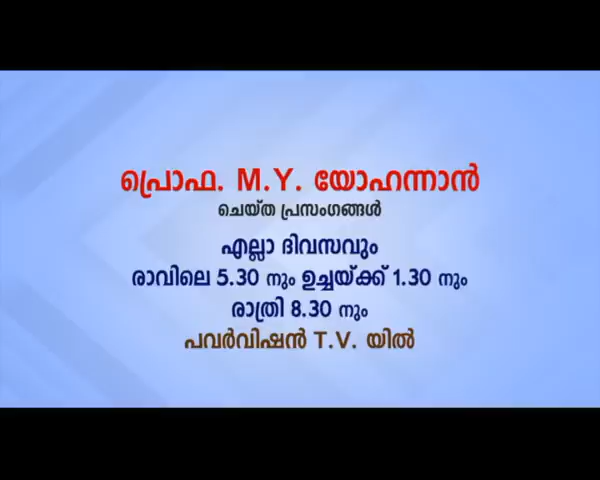 പ്രൊഫ. M.Y. യോഹന്നാൻ
ചെയ്ത പ്രസംഗങ്ങൾ
എല്ലാ ദിവസവും
രാവിലെ 5.30 നും ഉച്ചയ്ക്ക് 1.30 നും
രാത്രി 8.30 നും
പവർവിഷൻ T.V. യിൽ